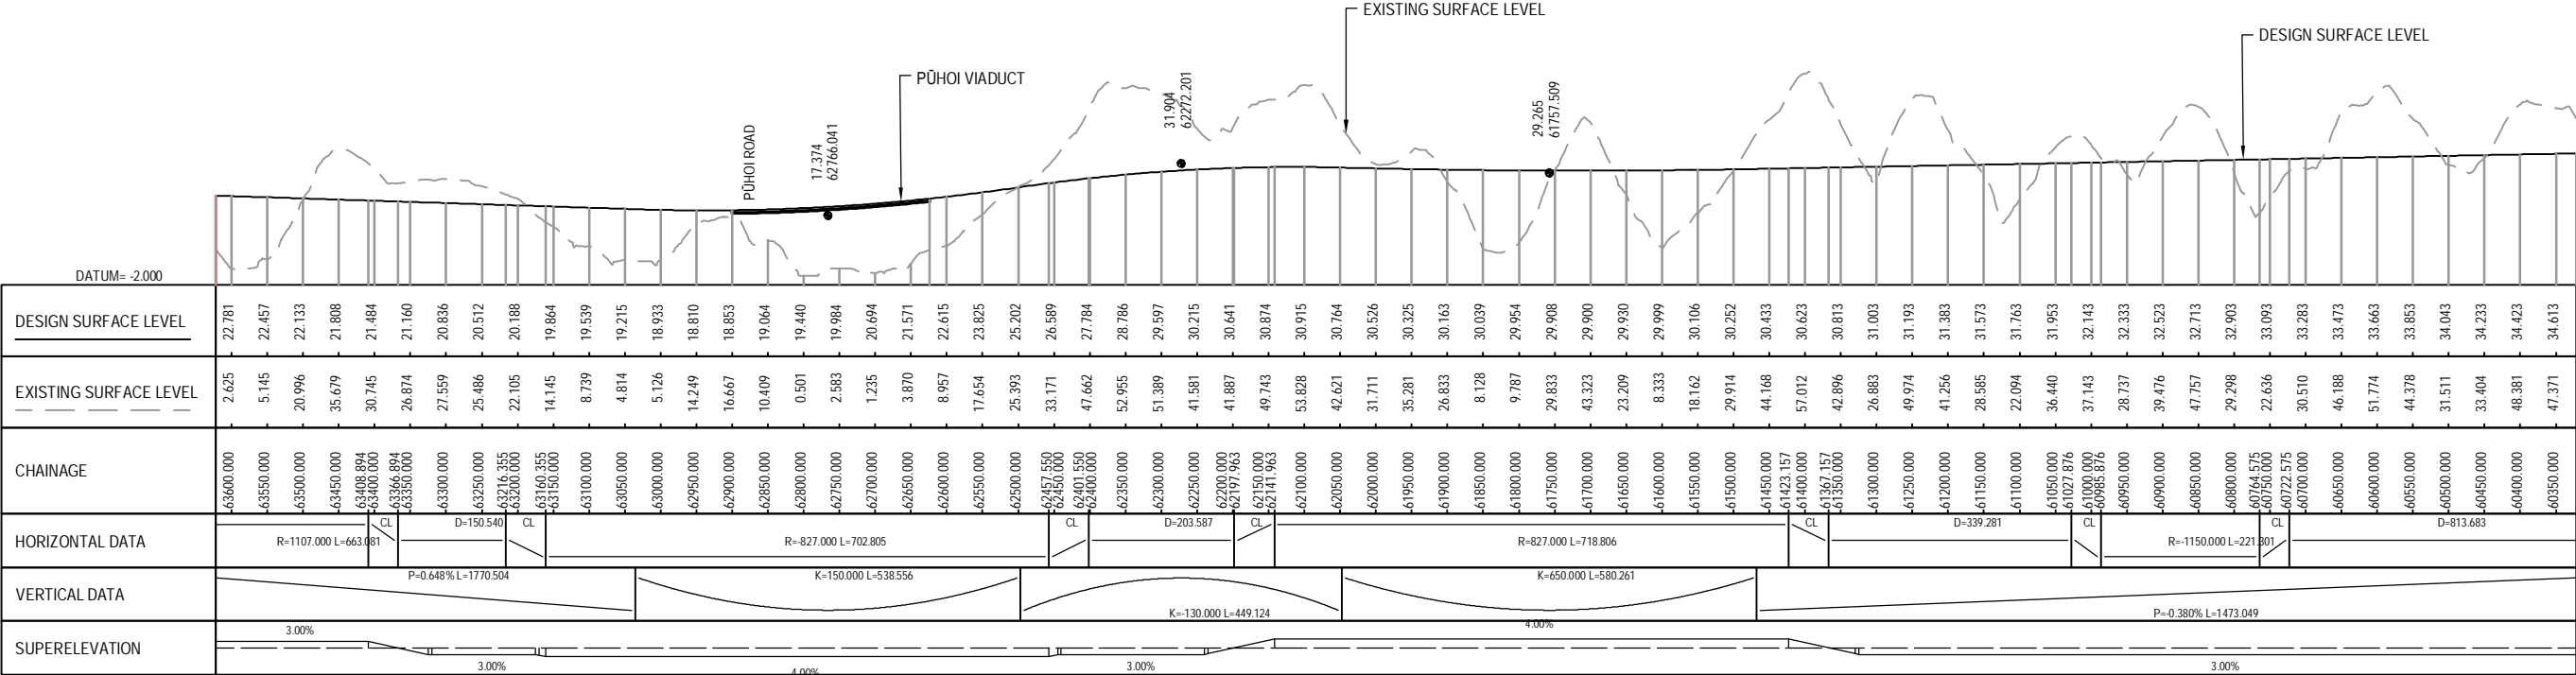 EXISTING SURFACE LEVEL
DESIGN SURFACE LEVEL
PŪHOI VIADUCT
PŪHOI ROAD
17.374
62766.041
31.904
62272.201
29.265
61757.509
DATUM= -2.000
DESIGN SURFACE LEVEL
22.781 22.457 22.133 21.808 21.484 21.160 20.836 20.512 20.188 19.864 19.539 19.215 18.933 18.810 18.853 19.064 19.440 19.984 20.694 21.571 22.615 23.825 25.202 26.589 27.784 28.786 29.597 30.215 30.641 30.874 30.915 30.764 30.526 30.325 30.163 30.039 29.954 29.908 29.900 29.930 29.999 30.106 30.252 30.433 30.623 30.813 31.003 31.193 31.383 31.573 31.763 31.953 32.143 32.333 32.523 32.713 32.903 33.093 33.283 33.473 33.663 33.853 34.043 34.233 34.423 34.613
EXISTING SURFACE LEVEL
2.625 5.145 20.996 35.679 30.745 26.874 27.559 25.486 22.105 14.145 8.739 4.814 5.126 14.249 16.667 10.409 0.501 2.583 1.235 3.870 8.957 17.654 25.393 33.171 47.662 52.955 51.389 41.581 41.887 49.743 53.828 42.621 31.711 35.281 26.833 8.128 9.787 29.833 43.323 23.209 8.333 18.162 29.914 44.168 57.012 42.896 26.883 49.974 41.256 28.585 22.094 36.440 37.143 28.737 39.476 47.757 29.298 22.636 30.510 46.188 51.774 44.378 31.511 33.404 48.381 47.371
CHAINAGE
63600.000 63550.000 63500.000 63450.000 63408.894 63400.000 63366.894 63350.000 63300.000 63250.000 63216.355 63200.000 63160.355 63150.000 63100.000 63050.000 63000.000 62950.000 62900.000 62850.000 62800.000 62750.000 62700.000 62650.000 62600.000 62550.000 62500.000 62457.550 62450.000 62401.550 62400.000 62350.000 62300.000 62250.000 62200.000 62197.963 62150.000 62141.963 62100.000 62050.000 62000.000 61950.000 61900.000 61850.000 61800.000 61750.000 61700.000 61650.000 61600.000 61550.000 61500.000 61450.000 61423.157 61400.000 61367.157 61350.000 61300.000 61250.000 61200.000 61150.000 61100.000 61050.000 61027.876 61000.000 60985.876 60950.000 60900.000 60850.000 60800.000 60764.575 60750.000 60722.575 60700.000 60650.000 60600.000 60550.000 60500.000 60450.000 60400.000 60350.000
HORIZONTAL DATA
R=1107.000 L=663.081 CL D=150.540 CL R=-827.000 L=702.805 CL D=203.587 CL R=827.000 L=718.806 CL D=339.281 CL R=-1150.000 L=221.301 CL D=813.683
VERTICAL DATA
P=0.648% L=1770.504 K=150.000 L=538.556 K=-130.000 L=449.124 K=650.000 L=580.261 P=-0.380% L=1473.049
SUPERELEVATION
3.00% 3.00% 4.00% 3.00% 4.00% 3.00%